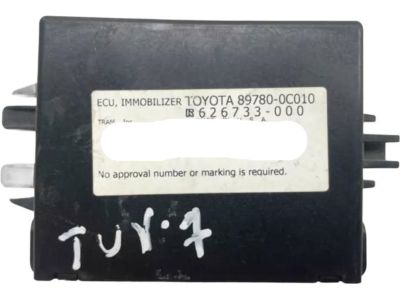 ECU, IMMOBILIZER TOYOTA 89780-0C010
626733-000
No approval number or marking is required.
TUV·7